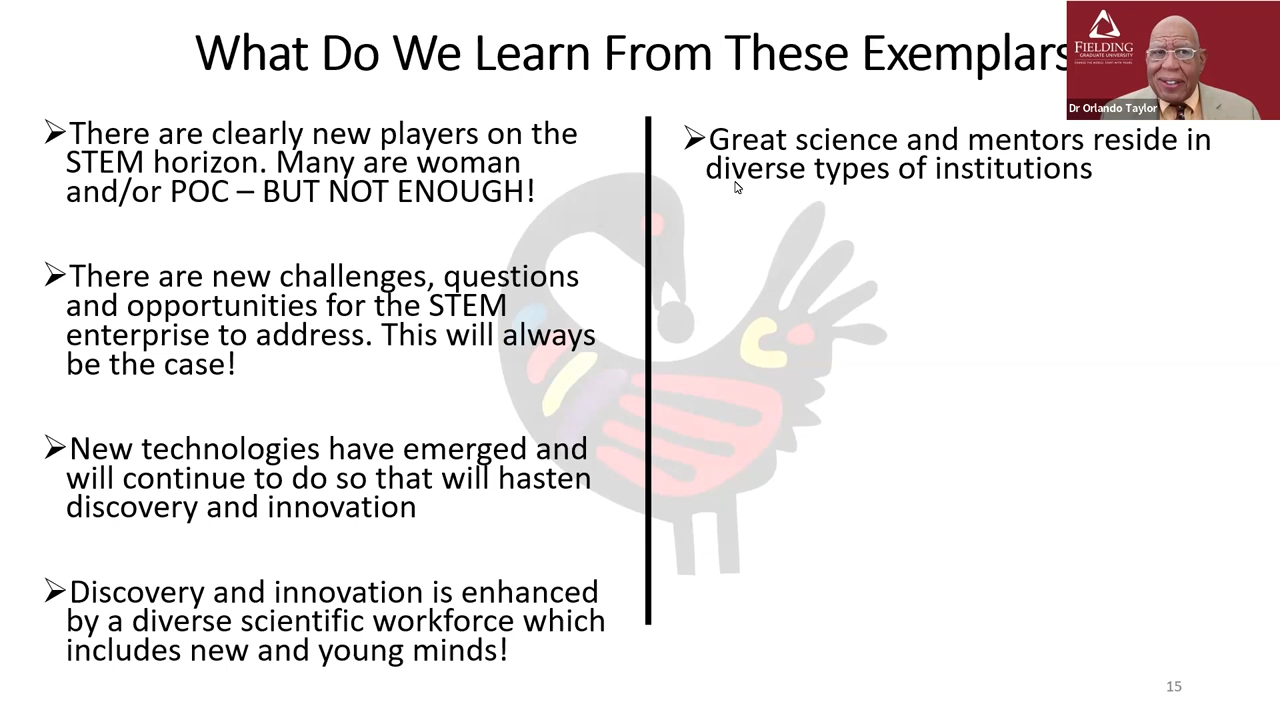 What Do We Learn From These Exemplars
FIELDING
GRADUATE UNIVERSITY
Dr Orlando Taylor
➢There are clearly new players on the
STEM horizon. Many are woman
and/or POC – BUT NOT ENOUGH!
➢There are new challenges, questions
and opportunities for the STEM
enterprise to address. This will always
be the case!
➢New technologies have emerged and
will continue to do so that will hasten
discovery and innovation
➢Discovery and innovation is enhanced
by a diverse scientific workforce which
includes new and young minds!
➢Great science and mentors reside in
diverse types of institutions
15